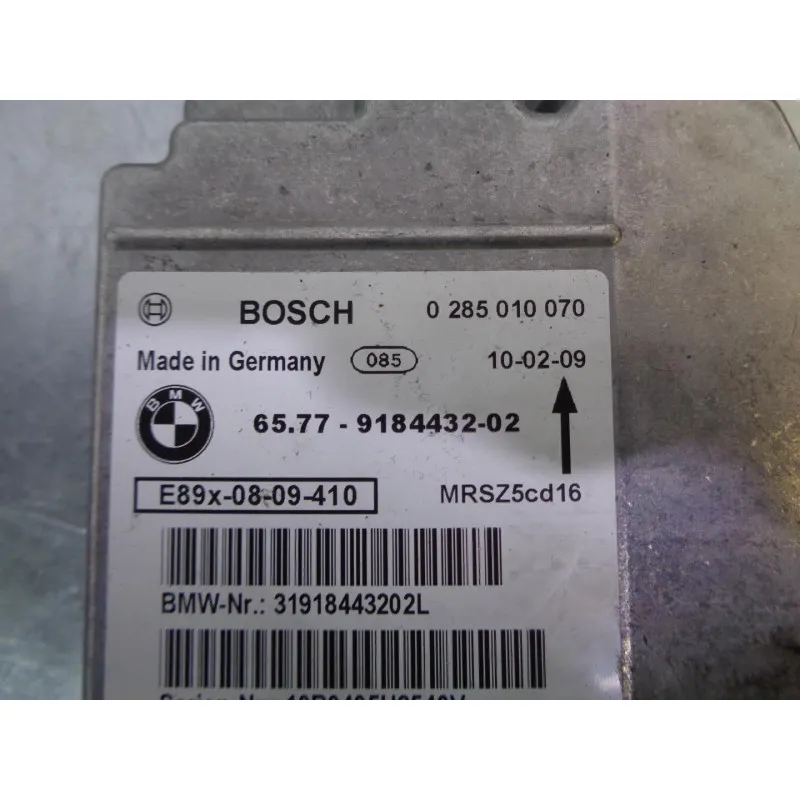 BOSCH 0 285 010 070
Made in Germany 085 10-02-09
BMW
65.77 - 9184432-02
E89x-08-09-410 MRSZ5cd16
BMW-Nr.: 31918443202L